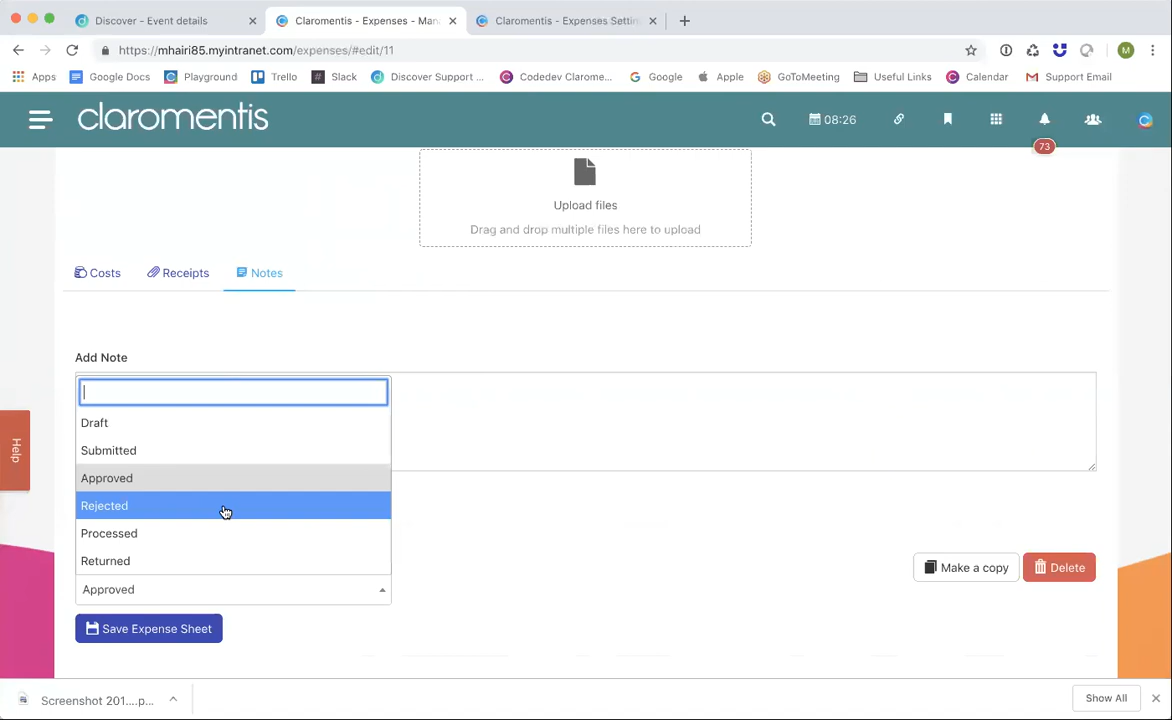 Discover - Event details
Claromentis - Expenses - Man
Claromentis - Expenses Settin
https://mhairi85.myintranet.com/expenses/#edit/11
M
Apps
Google Docs
Playground
Trello
Slack
Discover Support ...
Codedev Clarome...
Google
Apple
GoToMeeting
Useful Links
Calendar
Support Email
claromentis
08:26
73
Upload files
Drag and drop multiple files here to upload
Costs
Receipts
Notes
Add Note
Draft
Submitted
Approved
Rejected
Processed
Returned
Approved
Help
Make a copy
Delete
Save Expense Sheet
Screenshot 201....p...
Show All